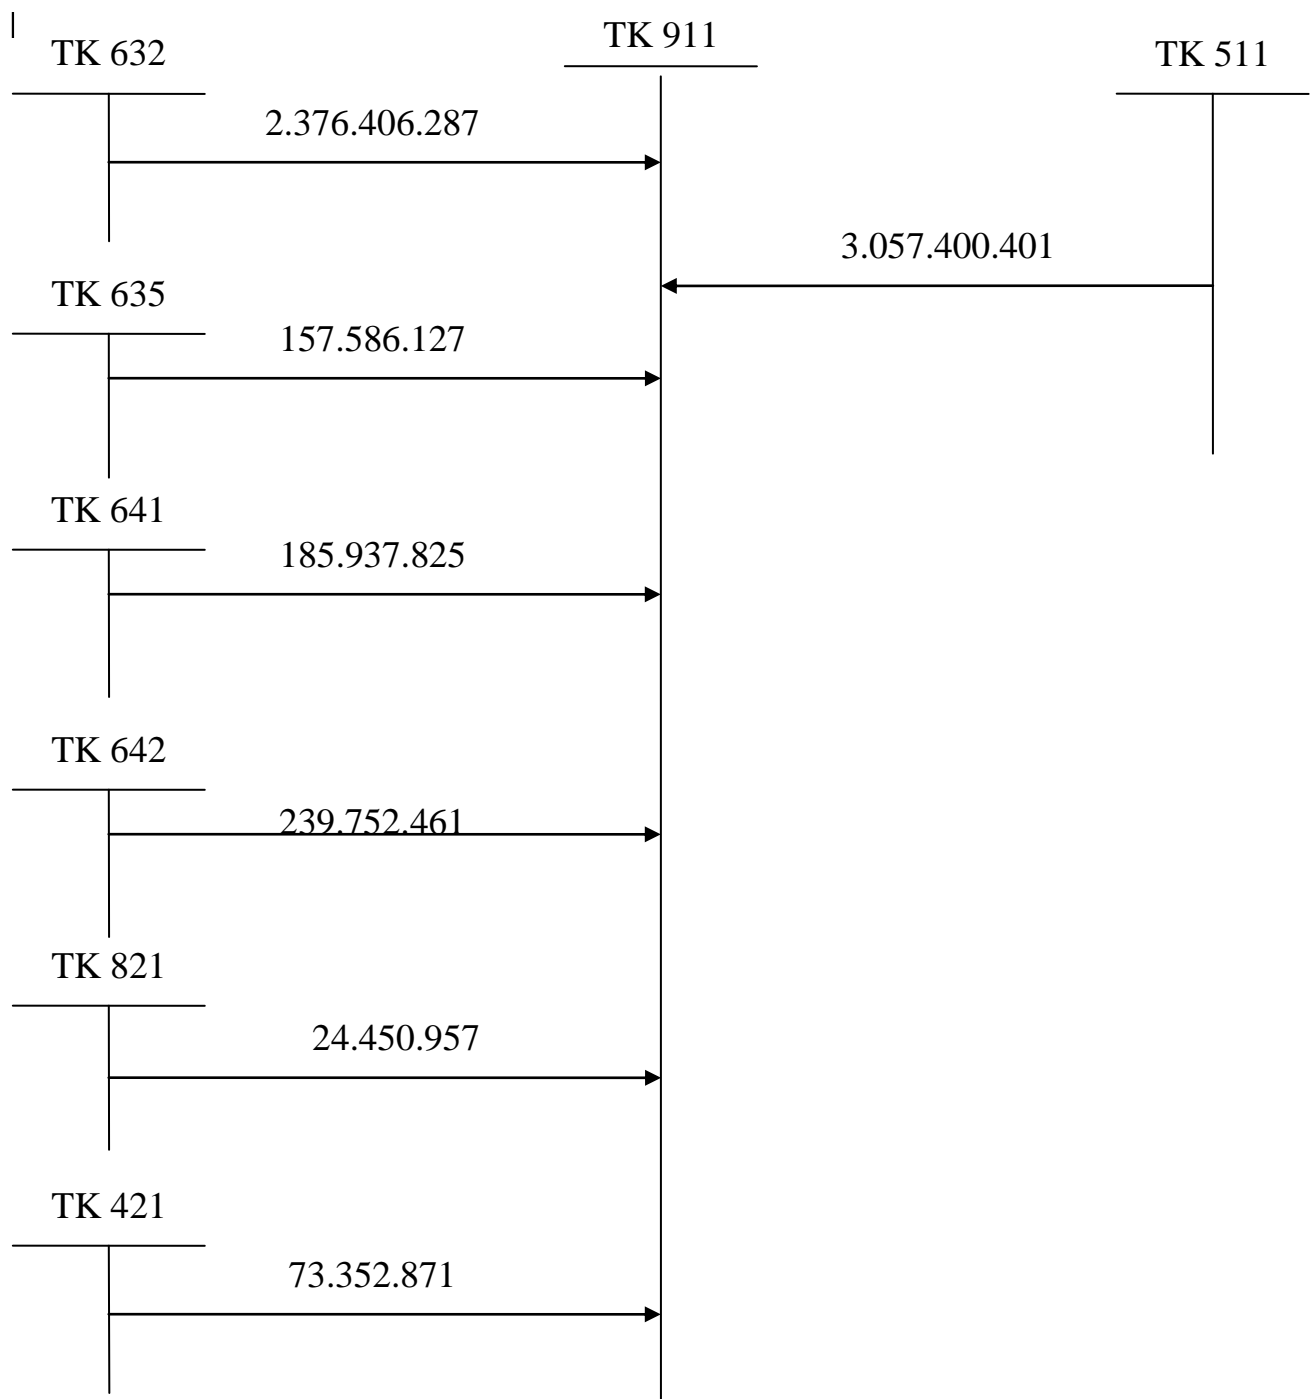 TK 911
TK 632
TK 511
2.376.406.287
3.057.400.401
TK 635
157.586.127
TK 641
185.937.825
TK 642
239.752.461
TK 821
24.450.957
TK 421
73.352.871